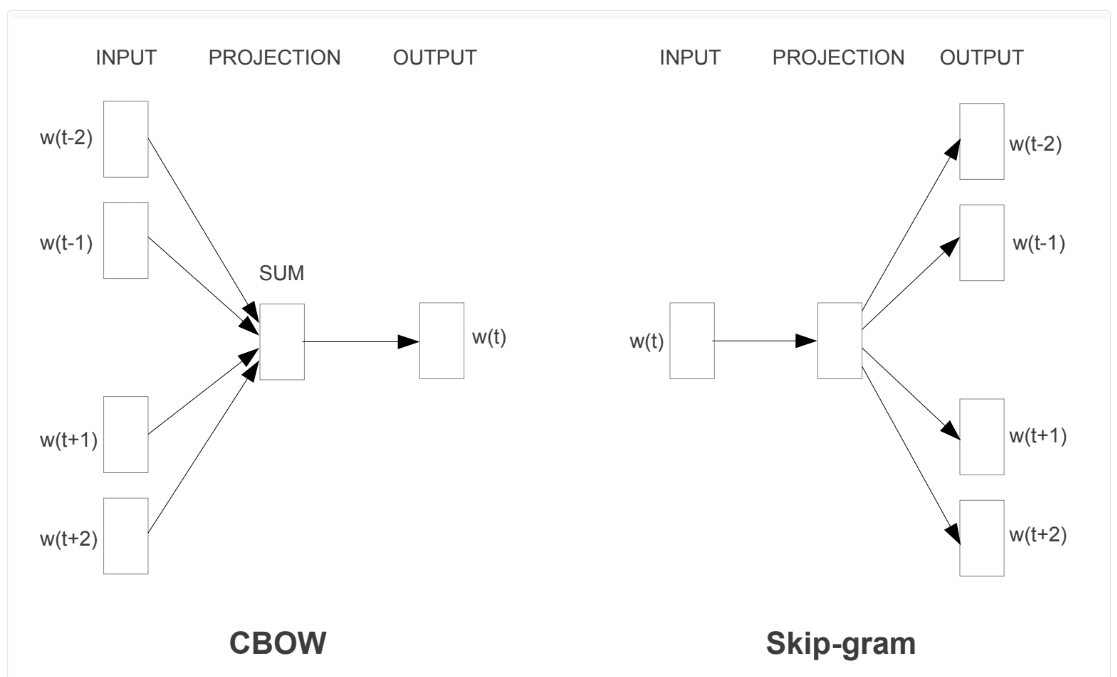 INPUT PROJECTION OUTPUT
w(t-2)
w(t-1)
SUM
w(t)
w(t+1)
w(t+2)
CBOW
INPUT PROJECTION OUTPUT
w(t-2)
w(t-1)
w(t)
w(t+1)
w(t+2)
Skip-gram